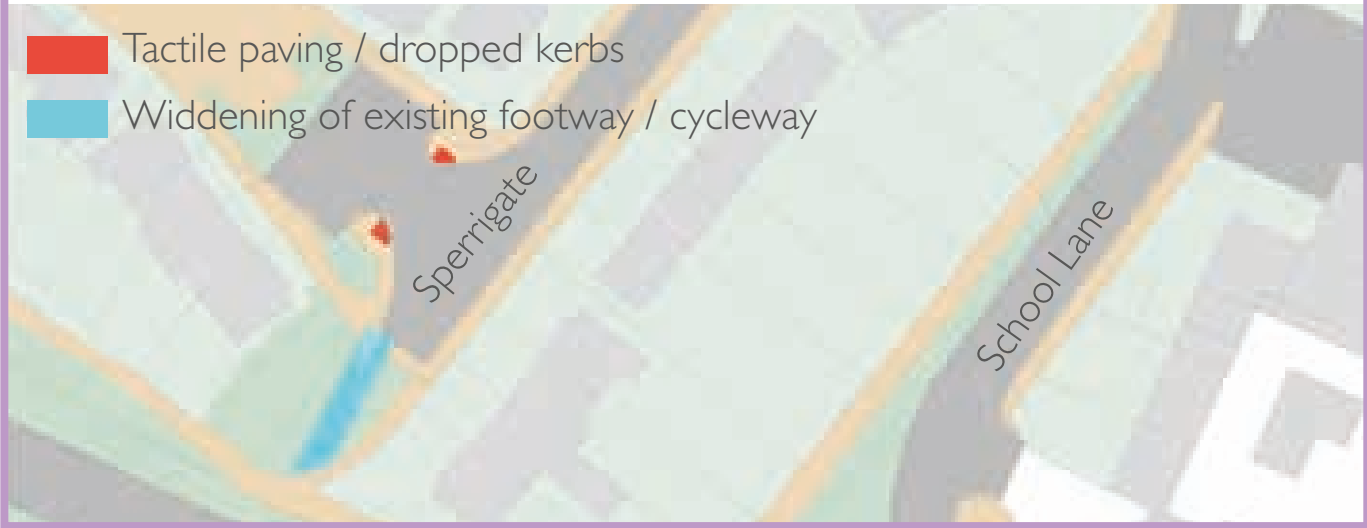 Tactile paving / dropped kerbs
Widdening of existing footway / cycleway
Sperrigate
School Lane